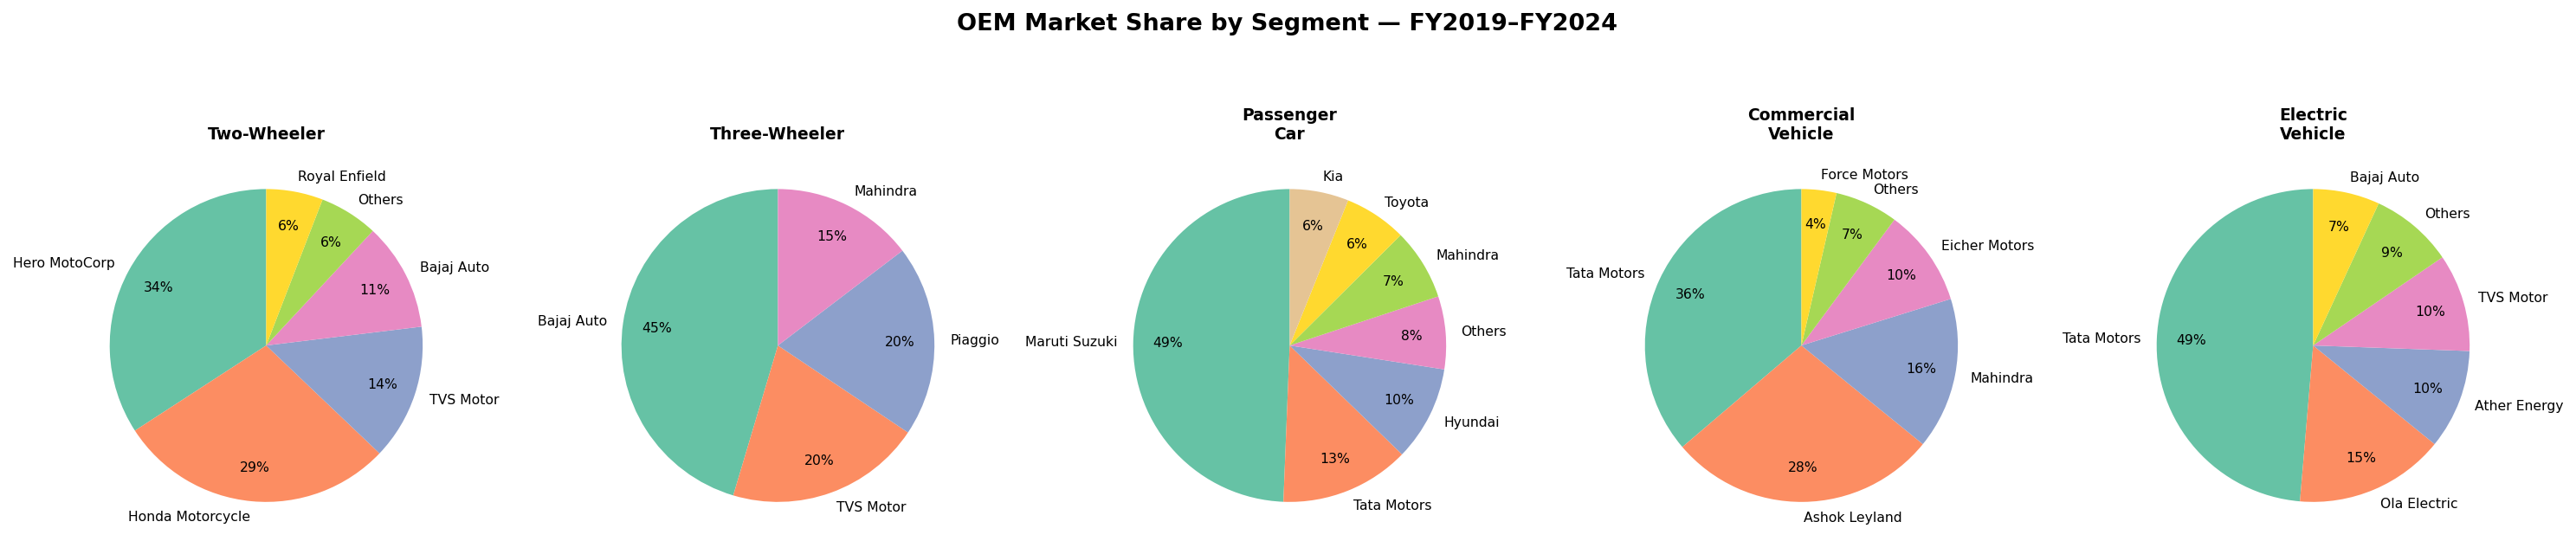 OEM Market Share by Segment — FY2019–FY2024
Two-Wheeler
Royal Enfield
Others
Bajaj Auto
TVS Motor
Honda Motorcycle
Hero MotoCorp
6%
6%
11%
14%
29%
34%
Three-Wheeler
Mahindra
Piaggio
TVS Motor
Bajaj Auto
15%
20%
20%
45%
Passenger
Car
Kia
Toyota
Mahindra
Others
Hyundai
Tata Motors
Maruti Suzuki
6%
6%
7%
8%
10%
13%
49%
Commercial
Vehicle
Force Motors
Others
Eicher Motors
Mahindra
Ashok Leyland
Tata Motors
4%
7%
10%
16%
28%
36%
Electric
Vehicle
Bajaj Auto
Others
TVS Motor
Ather Energy
Ola Electric
Tata Motors
7%
9%
10%
10%
15%
49%